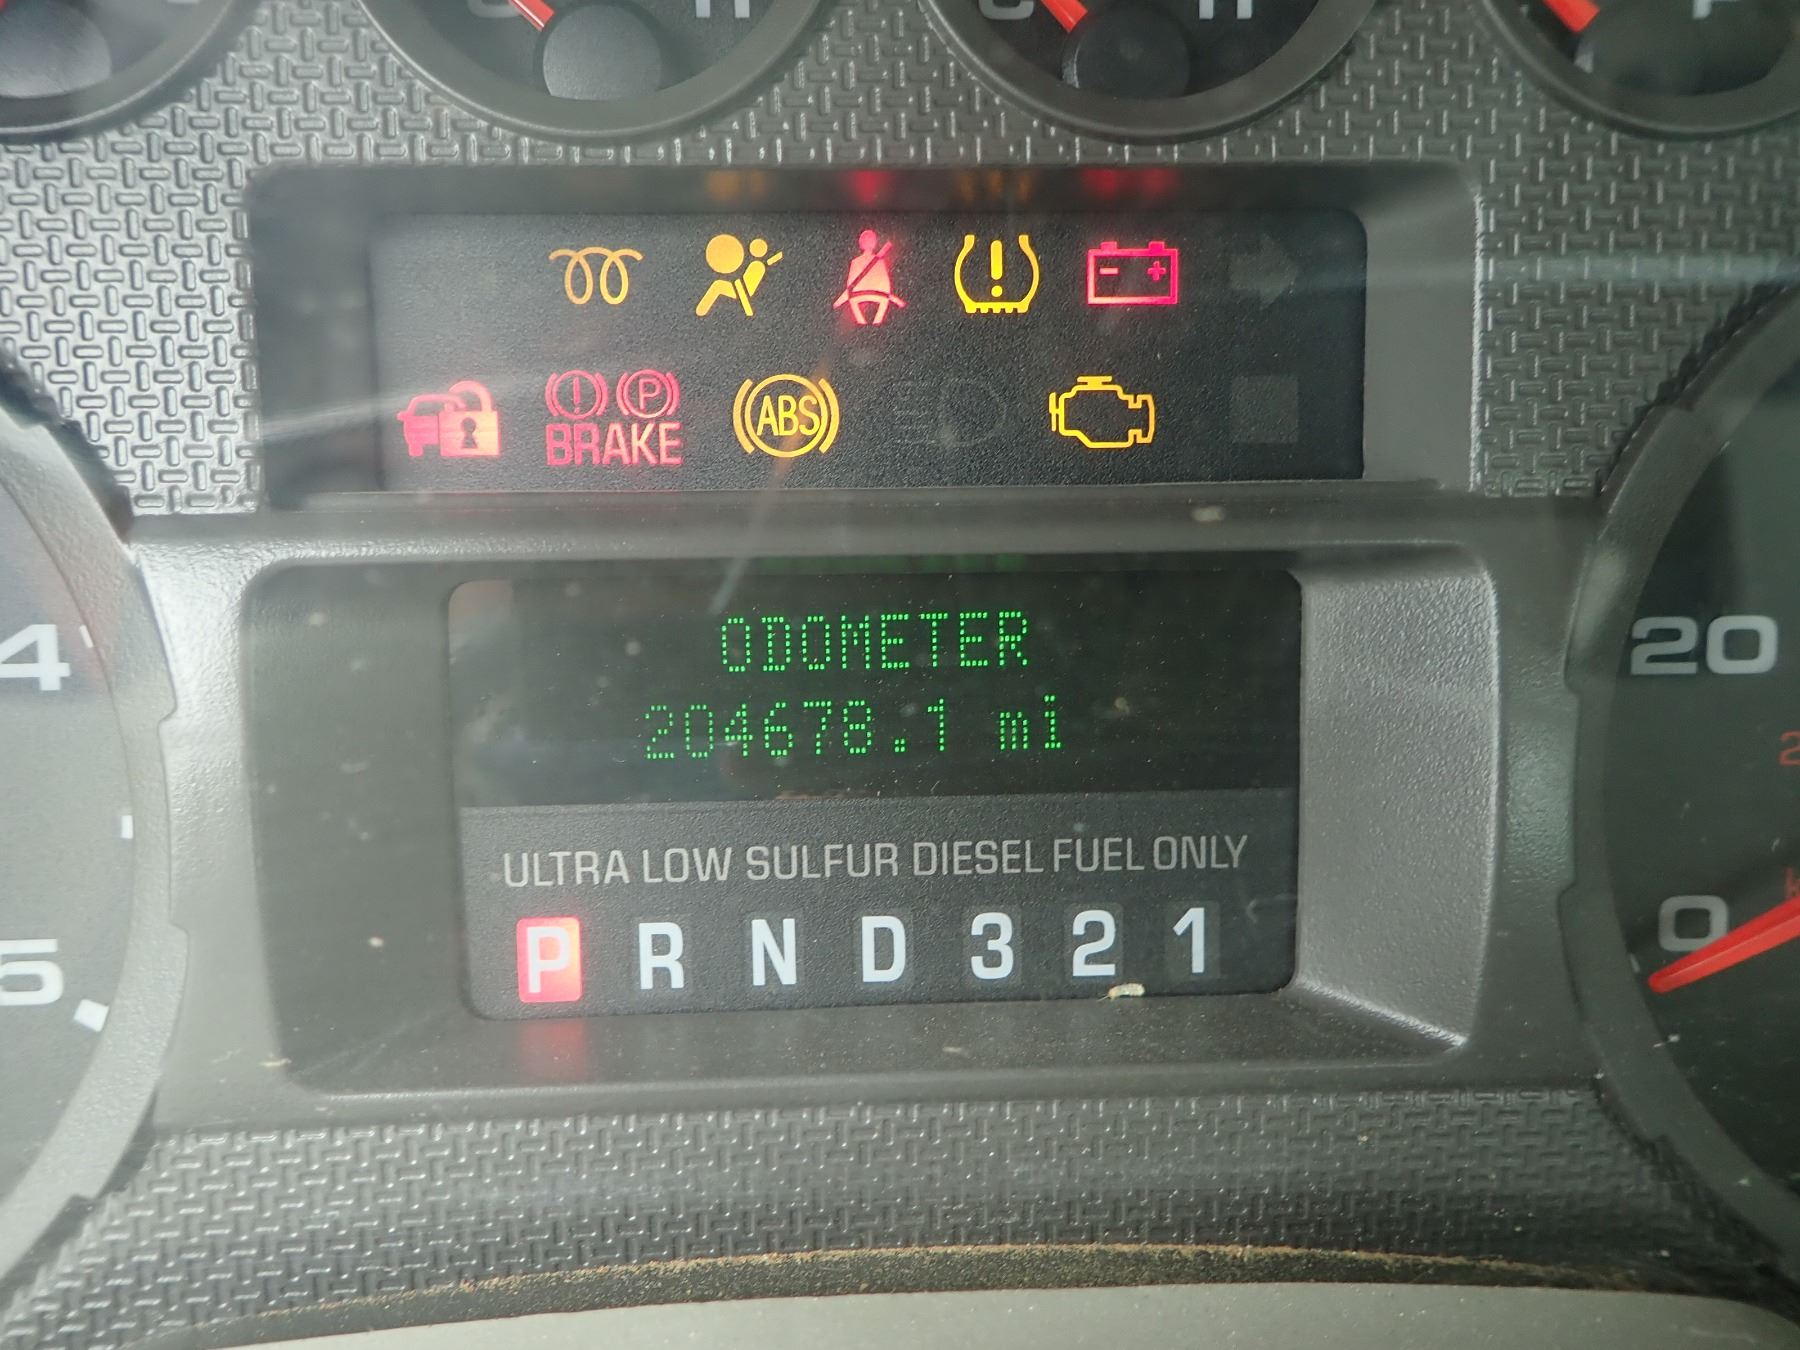 C H C H F
- +
! P
BRAKE ABS
4 ODOMETER 20
204678.1 mi
ULTRA LOW SULFUR DIESEL FUEL ONLY
5 P R N D 3 2 1 0